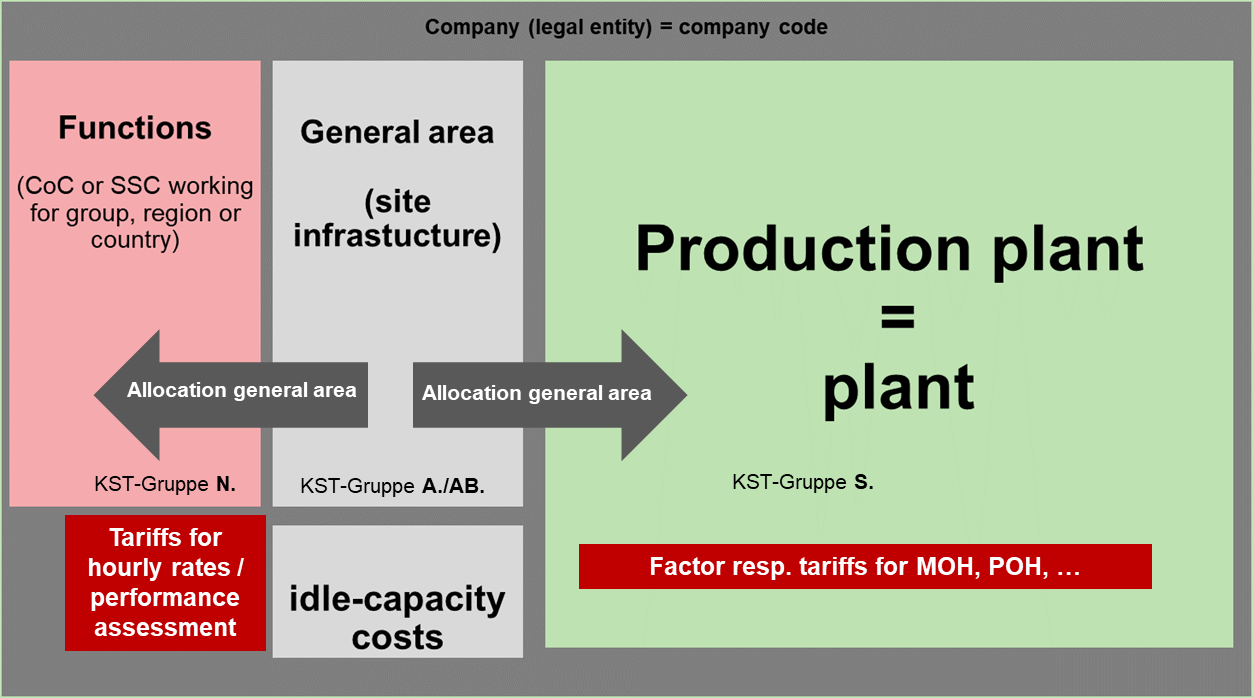 Company (legal entity) = company code
Functions
(CoC or SSC working
for group, region or
country)
General area
(site
infrastucture)
Production plant
=
plant
Allocation general area
Allocation general area
KST-Gruppe N.
KST-Gruppe A./AB.
KST-Gruppe S.
Tariffs for
hourly rates /
performance
assessment
idle-capacity
costs
Factor resp. tariffs for MOH, POH, …